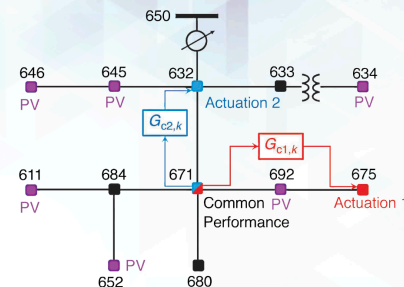 650
646 645 632 633 634
PV PV Actuation 2 PV
G_{c2,k}
G_{c1,k}
611 684 671 692 675
PV Common PV Actuation 1
Performance
PV
652 680